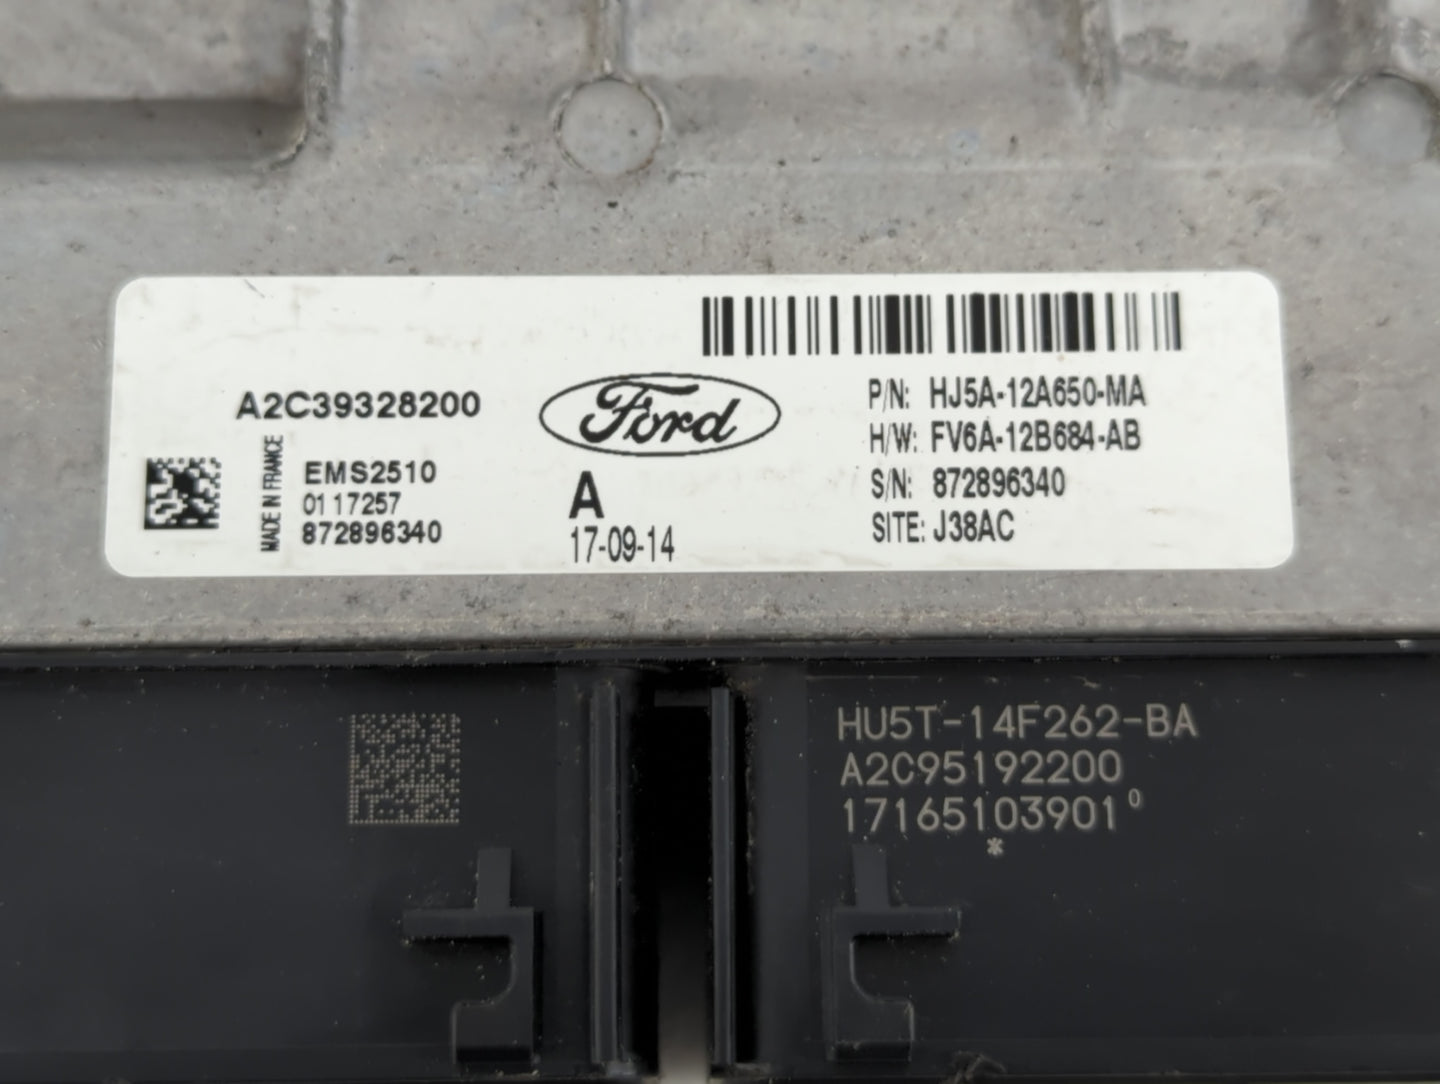 A2C39328200
MADE IN FRANCE
EMS2510
01 17257
872896340
Ford
A
17-09-14
P/N: HJ5A-12A650-MA
H/W: FV6A-12B684-AB
S/N: 872896340
SITE: J38AC
HU5T-14F262-BA
A2C95192200
17165103901 0
*